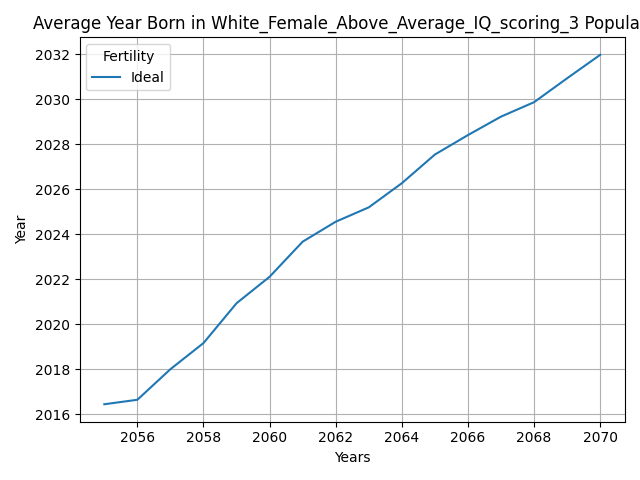 Average Year Born in White_Female_Above_Average_IQ_scoring_3 Popula
Fertility
Ideal
2032
2030
2028
2026
2024
2022
2020
2018
2016
Year
2056 2058 2060 2062 2064 2066 2068 2070
Years